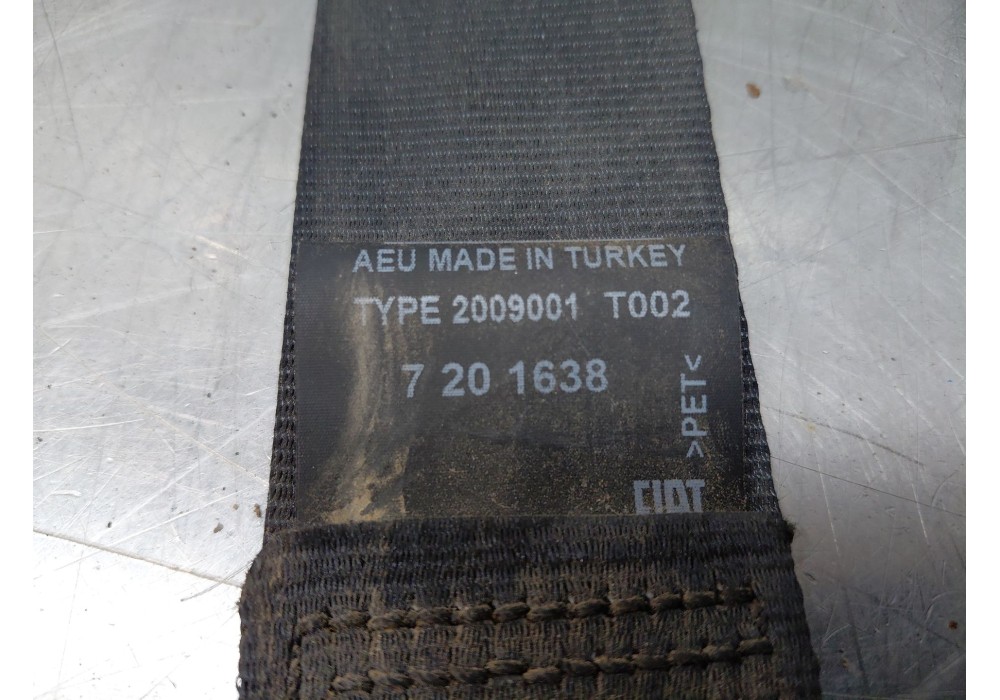 AEU MADE IN TURKEY
TYPE 2009001 T002
7 20 1638
>PET<
FIAT